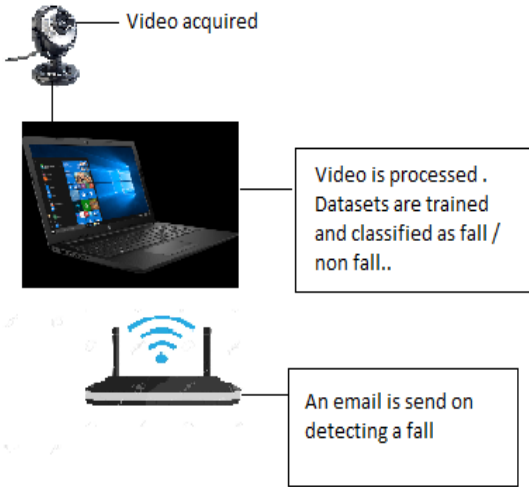 Video acquired
Video is processed .
Datasets are trained
and classified as fall /
non fall..
An email is send on
detecting a fall